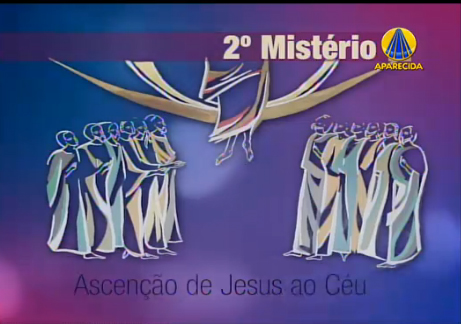 2º Mistério
APARECIDA
Ascenção de Jesus ao Céu